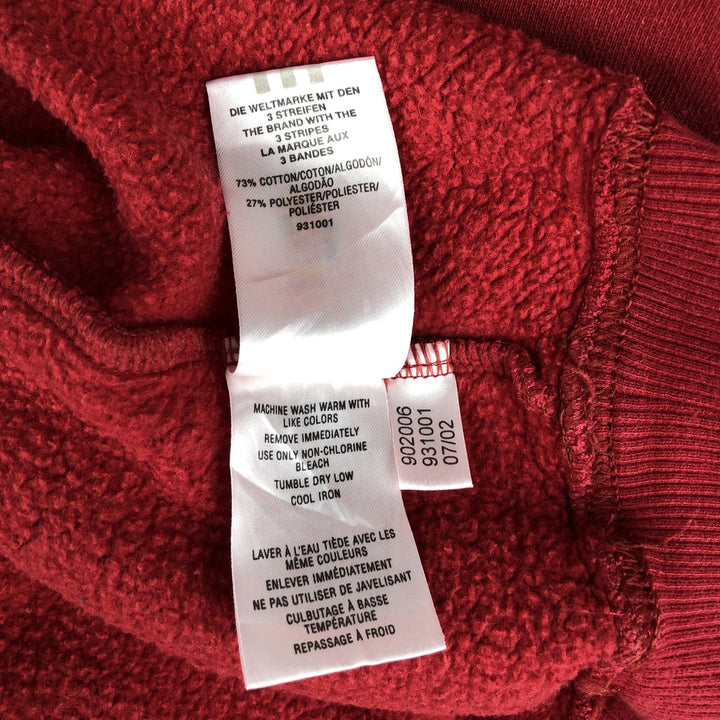 DIE WELTMARKE MIT DEN
3 STREIFEN
THE BRAND WITH THE
3 STRIPES
LA MARQUE AUX
3 BANDES
73% COTTON/COTON/ALGODÓN/
ALGODÃO
27% POLYESTER/POLIESTER/
POLIÉSTER
931001
MACHINE WASH WARM WITH
LIKE COLORS
REMOVE IMMEDIATELY
USE ONLY NON-CHLORINE
BLEACH
TUMBLE DRY LOW
COOL IRON
LAVER À L'EAU TIÈDE AVEC LES
MÊME COULEURS
ENLEVER IMMÉDIATEMENT
NE PAS UTILISER DE JAVELISANT
CULBUTAGE À BASSE
TEMPÉRATURE
REPASSAGE À FROID
902006
931001
07/02